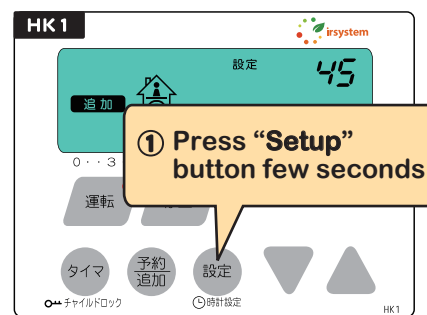 HK1
irsystem
設定
45
追加
① Press “Setup”
button few seconds
0・・3
運転
タイマ
予約
追加
設定
チャイルドロック
時計設定
HK1